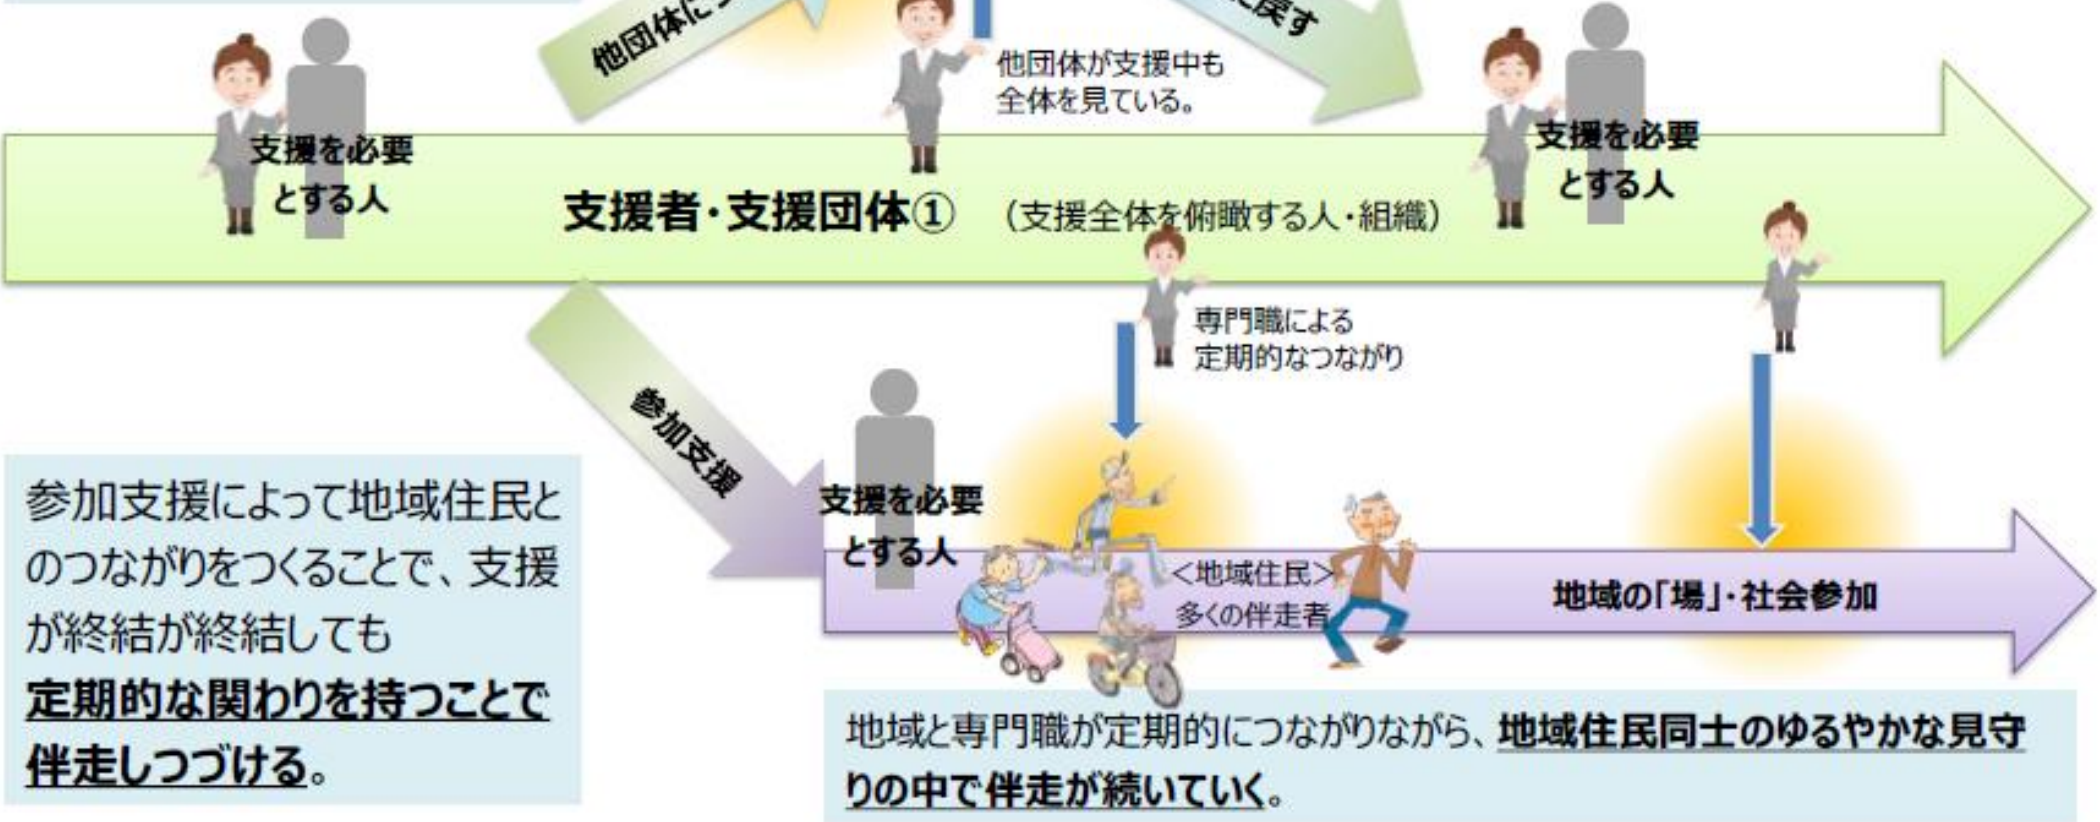 他団体につ
に戻す
他団体が支援中も
全体を見ている。
支援を必要
とする人
支援を必要
とする人
支援者・支援団体①　（支援全体を俯瞰する人・組織）
専門職による
定期的なつながり
参加支援
支援を必要
とする人
＜地域住民＞
多くの伴走者
地域の「場」・社会参加
参加支援によって地域住民と
のつながりをつくることで、支援
が終結が終結しても
定期的な関わりを持つことで
伴走しつづける。
地域と専門職が定期的につながりながら、地域住民同士のゆるやかな見守
りの中で伴走が続いていく。